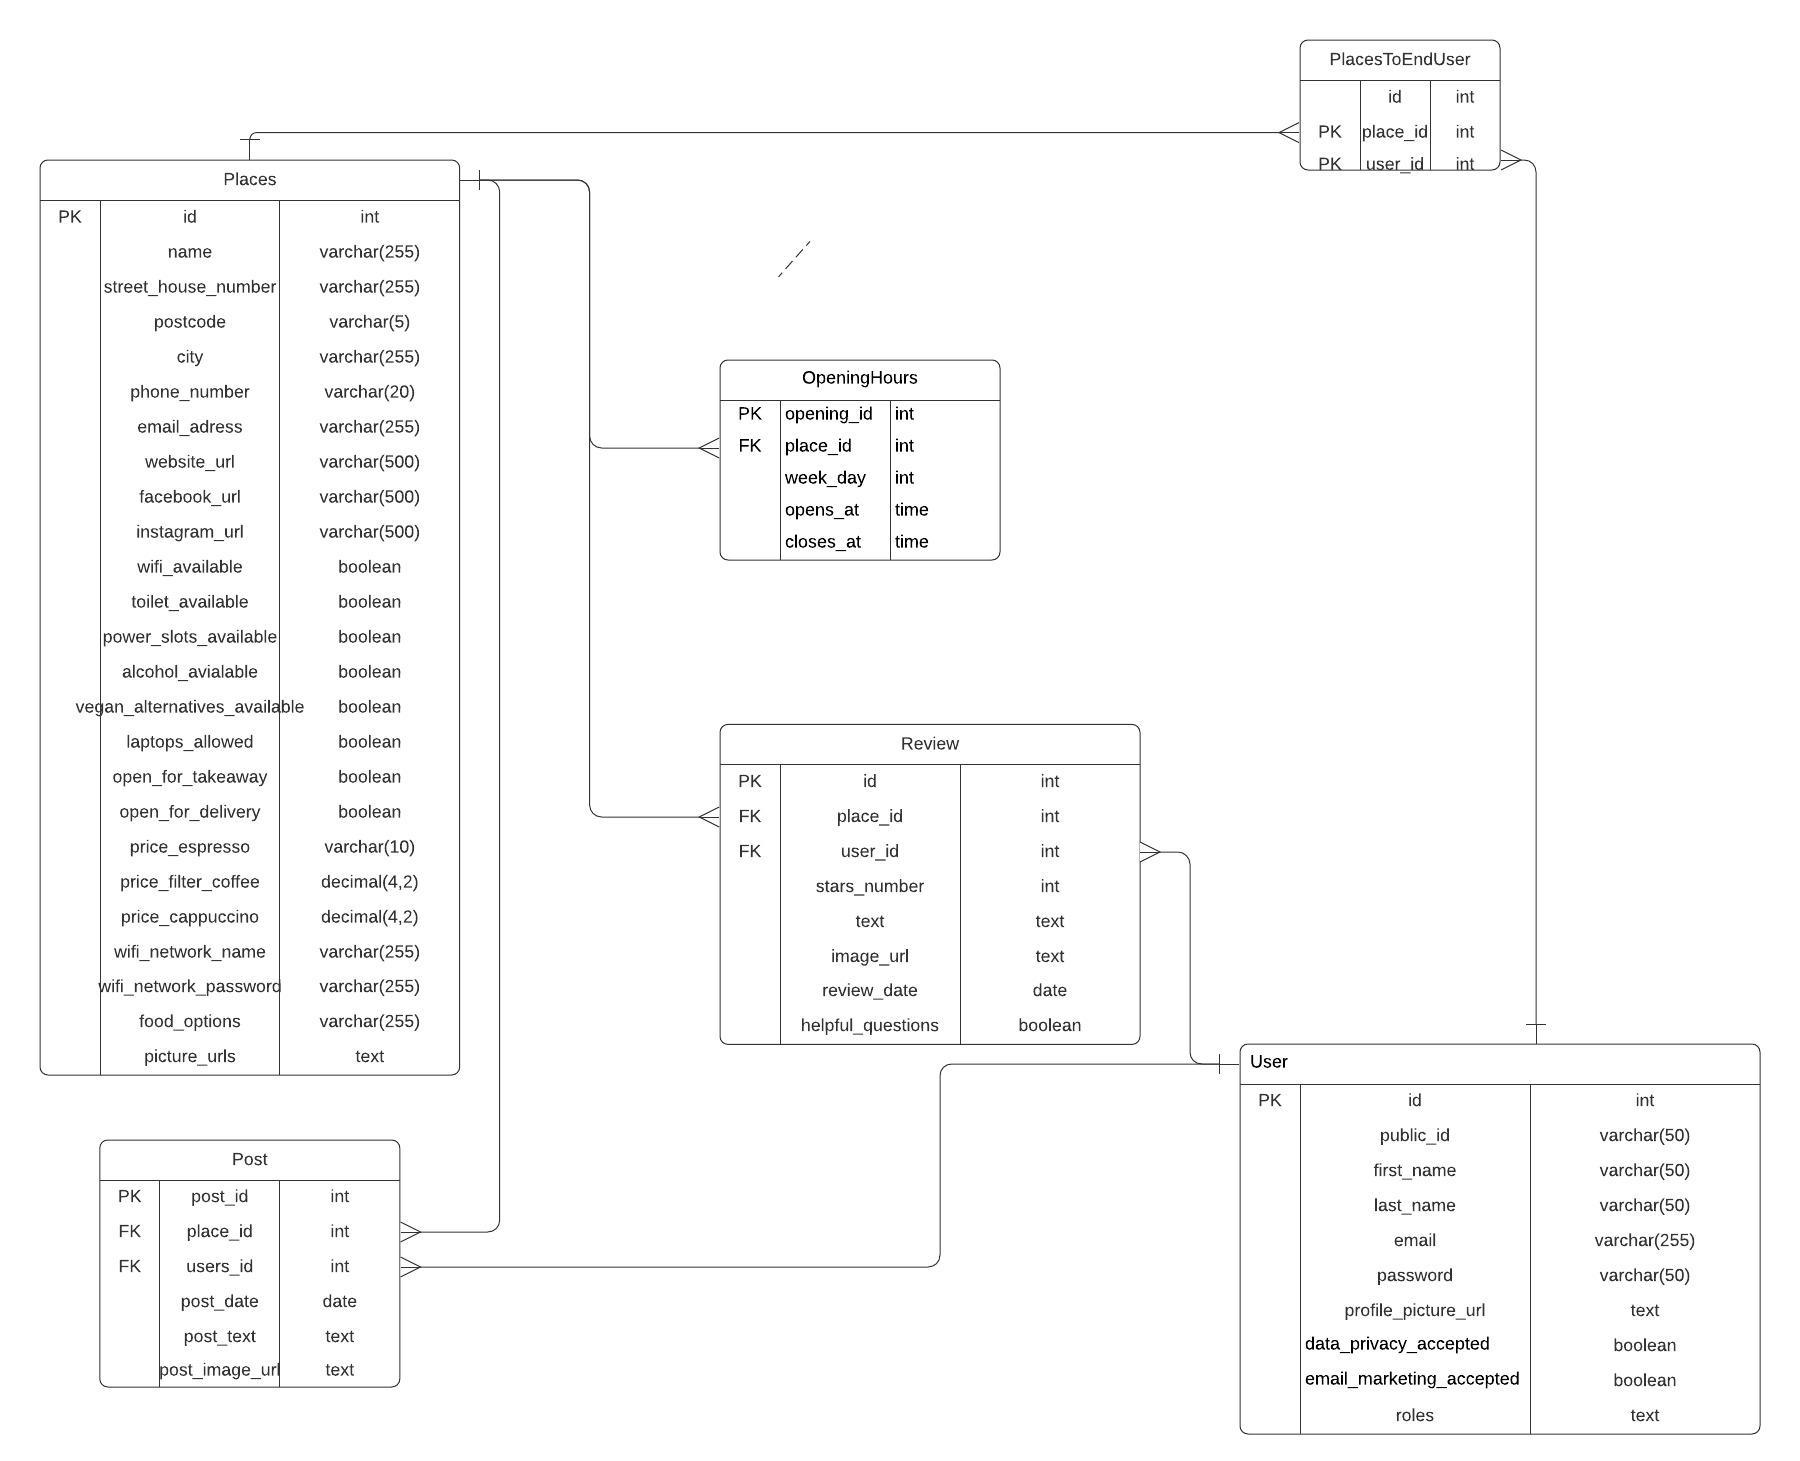 PlacesToEndUser
id int
PK place_id int
PK user_id int
Places
PK id int
name varchar(255)
street_house_number varchar(255)
postcode varchar(5)
city varchar(255)
phone_number varchar(20)
email_adress varchar(255)
website_url varchar(500)
facebook_url varchar(500)
instagram_url varchar(500)
wifi_available boolean
toilet_available boolean
power_slots_available boolean
alcohol_avialable boolean
vegan_alternatives_available boolean
laptops_allowed boolean
open_for_takeaway boolean
open_for_delivery boolean
price_espresso varchar(10)
price_filter_coffee decimal(4,2)
price_cappuccino decimal(4,2)
wifi_network_name varchar(255)
wifi_network_password varchar(255)
food_options varchar(255)
picture_urls text
OpeningHours
PK opening_id int
FK place_id int
week_day int
opens_at time
closes_at time
Review
PK id int
FK place_id int
FK user_id int
stars_number int
text text
image_url text
review_date date
helpful_questions boolean
User
PK id int
public_id varchar(50)
first_name varchar(50)
last_name varchar(50)
email varchar(255)
password varchar(50)
profile_picture_url text
data_privacy_accepted boolean
email_marketing_accepted boolean
roles text
Post
PK post_id int
FK place_id int
FK users_id int
post_date date
post_text text
post_image_url text